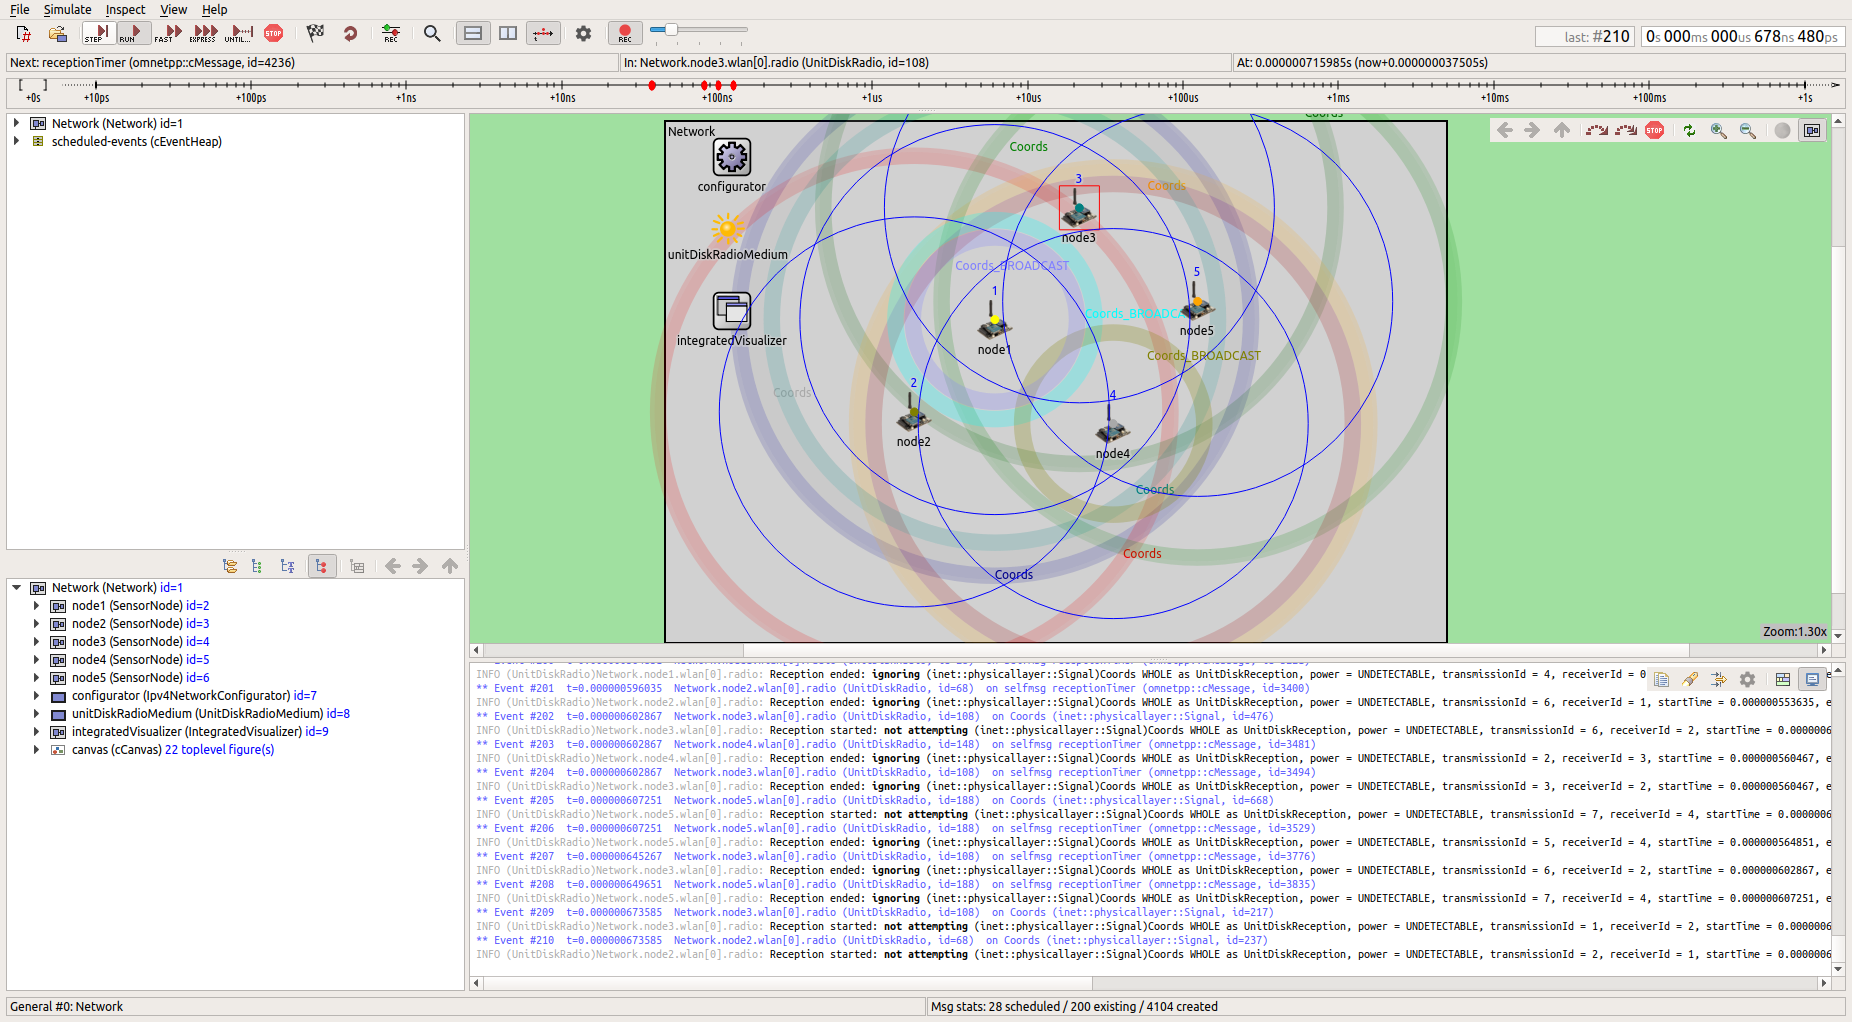 File Simulate Inspect View Help
STEP RUN FAST EXPRESS UNTIL... STOP REC REC
last: #210 0s 000ms 000us 678ns 480ps
Next: receptionTimer (omnetpp::cMessage, id=4236) In: Network.node3.wlan[0].radio (UnitDiskRadio, id=108) At: 0.000000715985s (now+0.000000037505s)
+0s +10ps +100ps +1ns +10ns +100ns +1us +10us +100us +1ms +10ms +100ms +1s
Network (Network) id=1
scheduled-events (cEventHeap)
Network (Network) id=1
node1 (SensorNode) id=2
node2 (SensorNode) id=3
node3 (SensorNode) id=4
node4 (SensorNode) id=5
node5 (SensorNode) id=6
configurator (Ipv4NetworkConfigurator) id=7
unitDiskRadioMedium (UnitDiskRadioMedium) id=8
integratedVisualizer (IntegratedVisualizer) id=9
canvas (cCanvas) 22 toplevel figure(s)
Coords
STOP
Network
Coords
configurator
3
Coords
node3
unitDiskRadioMedium
Coords_BROADCAST
5
1
Coords_BROADCA
node5
integratedVisualizer
node1
Coords_BROADCAST
2
Coords
4
node2
node4
Coords
Coords
Coords
Zoom:1.30x
INFO (UnitDiskRadio)Network.node1.wlan[0].radio: Reception ended: ignoring (inet::physicallayer::Signal)Coords WHOLE as UnitDiskReception, power = UNDETECTABLE, transmissionId = 4, receiverId = 0
** Event #201 t=0.000000596035 Network.node2.wlan[0].radio (UnitDiskRadio, id=68) on selfmsg receptionTimer (omnetpp::cMessage, id=3400)
INFO (UnitDiskRadio)Network.node2.wlan[0].radio: Reception ended: ignoring (inet::physicallayer::Signal)Coords WHOLE as UnitDiskReception, power = UNDETECTABLE, transmissionId = 6, receiverId = 1, startTime = 0.000000553635, e
** Event #202 t=0.000000602867 Network.node3.wlan[0].radio (UnitDiskRadio, id=108) on Coords (inet::physicallayer::Signal, id=476)
INFO (UnitDiskRadio)Network.node3.wlan[0].radio: Reception started: not attempting (inet::physicallayer::Signal)Coords WHOLE as UnitDiskReception, power = UNDETECTABLE, transmissionId = 6, receiverId = 2, startTime = 0.0000006
** Event #203 t=0.000000602867 Network.node4.wlan[0].radio (UnitDiskRadio, id=148) on selfmsg receptionTimer (omnetpp::cMessage, id=3481)
INFO (UnitDiskRadio)Network.node4.wlan[0].radio: Reception ended: ignoring (inet::physicallayer::Signal)Coords WHOLE as UnitDiskReception, power = UNDETECTABLE, transmissionId = 2, receiverId = 3, startTime = 0.000000560467, e
** Event #204 t=0.000000602867 Network.node3.wlan[0].radio (UnitDiskRadio, id=108) on selfmsg receptionTimer (omnetpp::cMessage, id=3494)
INFO (UnitDiskRadio)Network.node3.wlan[0].radio: Reception ended: ignoring (inet::physicallayer::Signal)Coords WHOLE as UnitDiskReception, power = UNDETECTABLE, transmissionId = 3, receiverId = 2, startTime = 0.000000560467, e
** Event #205 t=0.000000607251 Network.node5.wlan[0].radio (UnitDiskRadio, id=188) on Coords (inet::physicallayer::Signal, id=668)
INFO (UnitDiskRadio)Network.node5.wlan[0].radio: Reception started: not attempting (inet::physicallayer::Signal)Coords WHOLE as UnitDiskReception, power = UNDETECTABLE, transmissionId = 7, receiverId = 4, startTime = 0.0000006
** Event #206 t=0.000000607251 Network.node5.wlan[0].radio (UnitDiskRadio, id=188) on selfmsg receptionTimer (omnetpp::cMessage, id=3529)
INFO (UnitDiskRadio)Network.node5.wlan[0].radio: Reception ended: ignoring (inet::physicallayer::Signal)Coords WHOLE as UnitDiskReception, power = UNDETECTABLE, transmissionId = 5, receiverId = 4, startTime = 0.000000564851, e
** Event #207 t=0.000000645267 Network.node3.wlan[0].radio (UnitDiskRadio, id=108) on selfmsg receptionTimer (omnetpp::cMessage, id=3776)
INFO (UnitDiskRadio)Network.node3.wlan[0].radio: Reception ended: ignoring (inet::physicallayer::Signal)Coords WHOLE as UnitDiskReception, power = UNDETECTABLE, transmissionId = 6, receiverId = 2, startTime = 0.000000602867, e
** Event #208 t=0.000000649651 Network.node5.wlan[0].radio (UnitDiskRadio, id=188) on selfmsg receptionTimer (omnetpp::cMessage, id=3835)
INFO (UnitDiskRadio)Network.node5.wlan[0].radio: Reception ended: ignoring (inet::physicallayer::Signal)Coords WHOLE as UnitDiskReception, power = UNDETECTABLE, transmissionId = 7, receiverId = 4, startTime = 0.000000607251, e
** Event #209 t=0.000000673585 Network.node3.wlan[0].radio (UnitDiskRadio, id=108) on Coords (inet::physicallayer::Signal, id=217)
INFO (UnitDiskRadio)Network.node3.wlan[0].radio: Reception started: not attempting (inet::physicallayer::Signal)Coords WHOLE as UnitDiskReception, power = UNDETECTABLE, transmissionId = 1, receiverId = 2, startTime = 0.0000006
** Event #210 t=0.000000673585 Network.node2.wlan[0].radio (UnitDiskRadio, id=68) on Coords (inet::physicallayer::Signal, id=237)
INFO (UnitDiskRadio)Network.node2.wlan[0].radio: Reception started: not attempting (inet::physicallayer::Signal)Coords WHOLE as UnitDiskReception, power = UNDETECTABLE, transmissionId = 2, receiverId = 1, startTime = 0.0000006
General #0: Network Msg stats: 28 scheduled / 200 existing / 4104 created